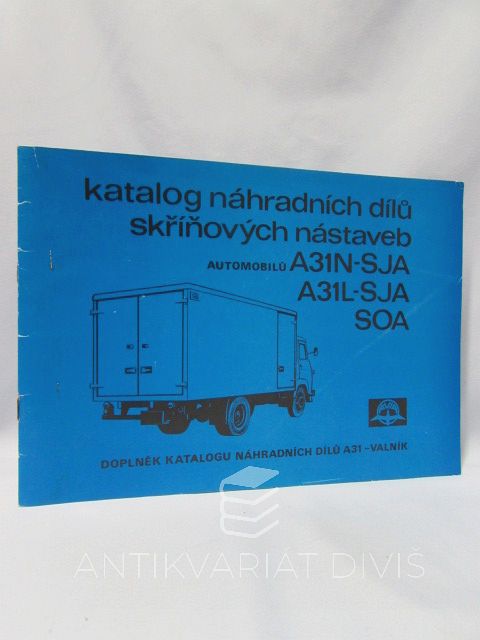 katalog náhradních dílů
skříňových nástaveb
AUTOMOBILŮ A31N-SJA
A31L-SJA
SOA
DOPLNĚK KATALOGU NÁHRADNÍCH DÍLŮ A31 –VALNÍK
ANTIKVARIÁT DIVIŠ